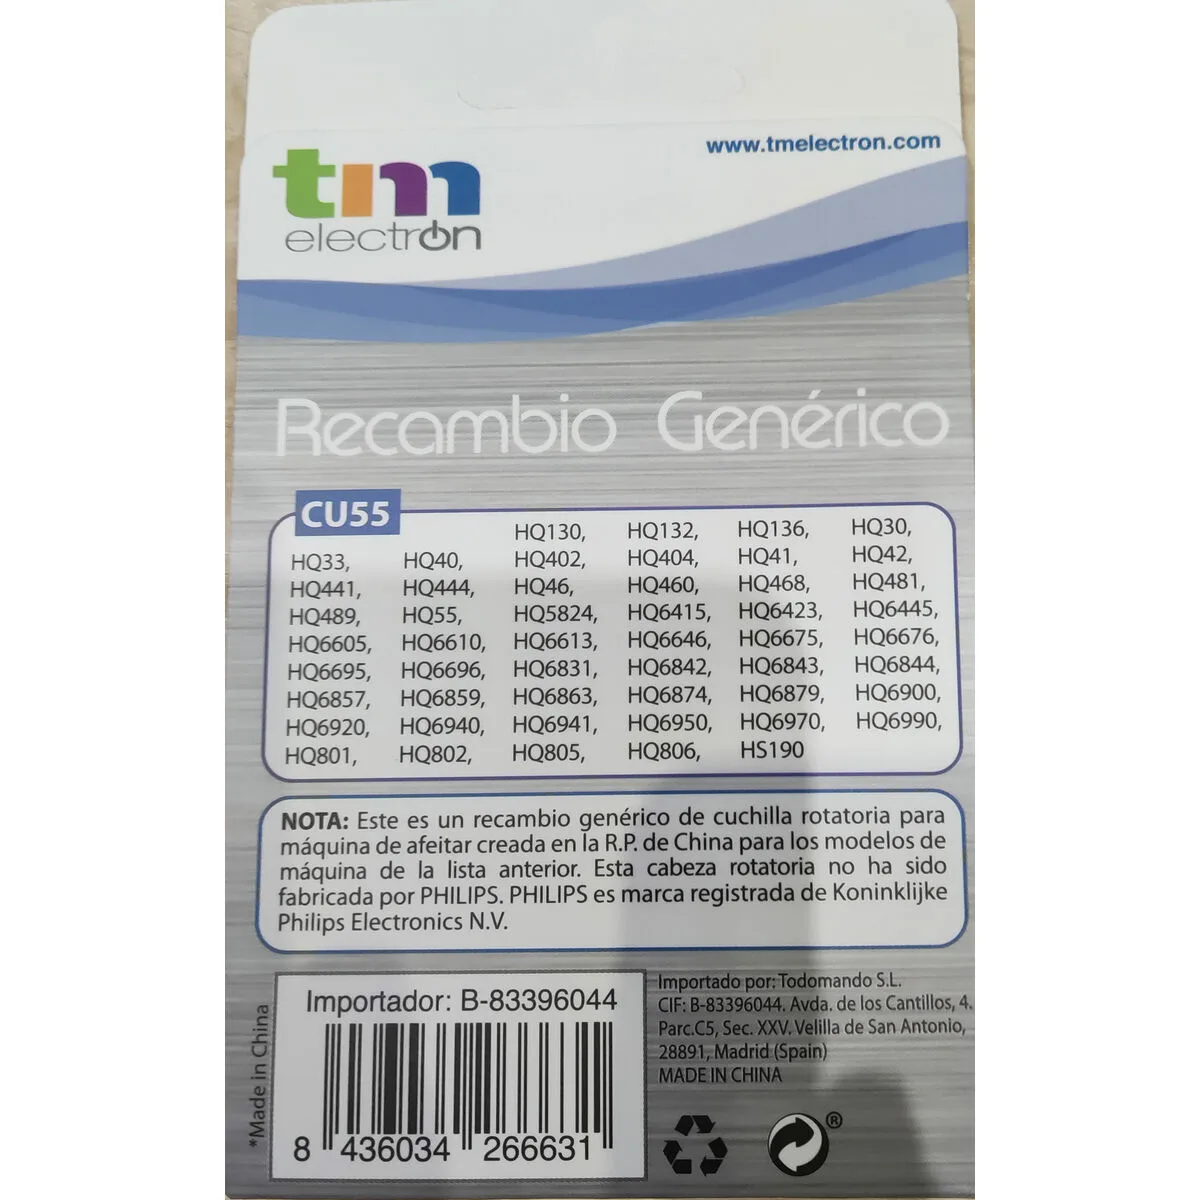 www.tmelectron.com
tm
electrón
Recambio Genérico
CU55
HQ130, HQ132, HQ136, HQ30,
HQ33, HQ40, HQ402, HQ404, HQ41, HQ42,
HQ441, HQ444, HQ46, HQ460, HQ468, HQ481,
HQ489, HQ55, HQ5824, HQ6415, HQ6423, HQ6445,
HQ6605, HQ6610, HQ6613, HQ6646, HQ6675, HQ6676,
HQ6695, HQ6696, HQ6831, HQ6842, HQ6843, HQ6844,
HQ6857, HQ6859, HQ6863, HQ6874, HQ6879, HQ6900,
HQ6920, HQ6940, HQ6941, HQ6950, HQ6970, HQ6990,
HQ801, HQ802, HQ805, HQ806, HS190
NOTA: Este es un recambio genérico de cuchilla rotatoria para
máquina de afeitar creada en la R.P. de China para los modelos de
máquina de la lista anterior. Esta cabeza rotatoria no ha sido
fabricada por PHILIPS. PHILIPS es marca registrada de Koninklijke
Philips Electronics N.V.
*Made in China
Importador: B-83396044
8 436034 266631
Importado por: Todomando S.L.
CIF: B-83396044. Avda. de los Cantillos, 4.
Parc.C5, Sec. XXV. Velilla de San Antonio,
28891, Madrid (Spain)
MADE IN CHINA
®